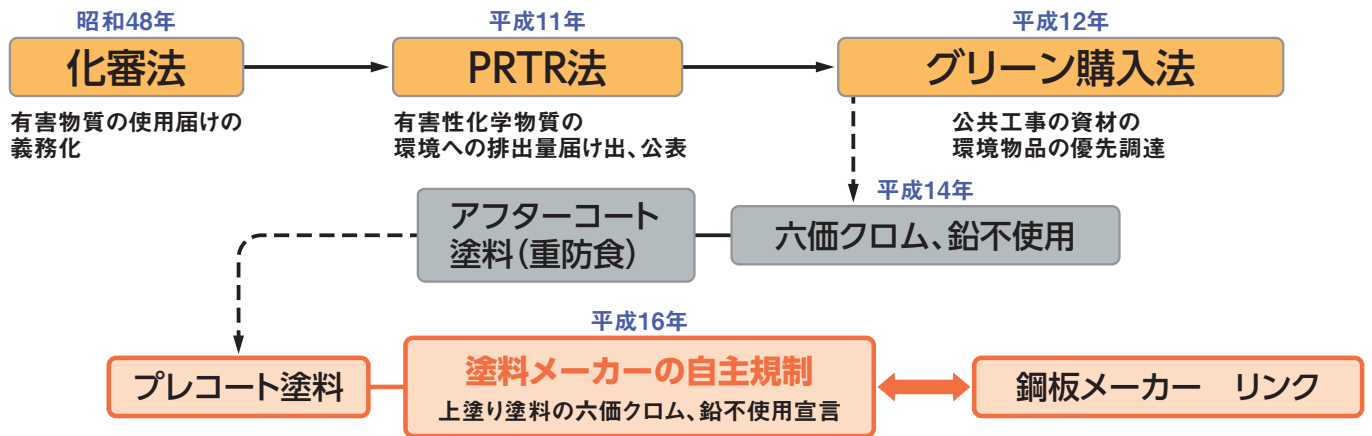 昭和48年
化審法
有害物質の使用届けの
義務化
平成11年
PRTR法
有害性化学物質の
環境への排出量届け出、公表
平成12年
グリーン購入法
公共工事の資材の
環境物品の優先調達
平成14年
六価クロム、鉛不使用
アフターコート
塗料（重防食）
プレコート塗料
平成16年
塗料メーカーの自主規制
上塗り塗料の六価クロム、鉛不使用宣言
鋼板メーカー　リンク